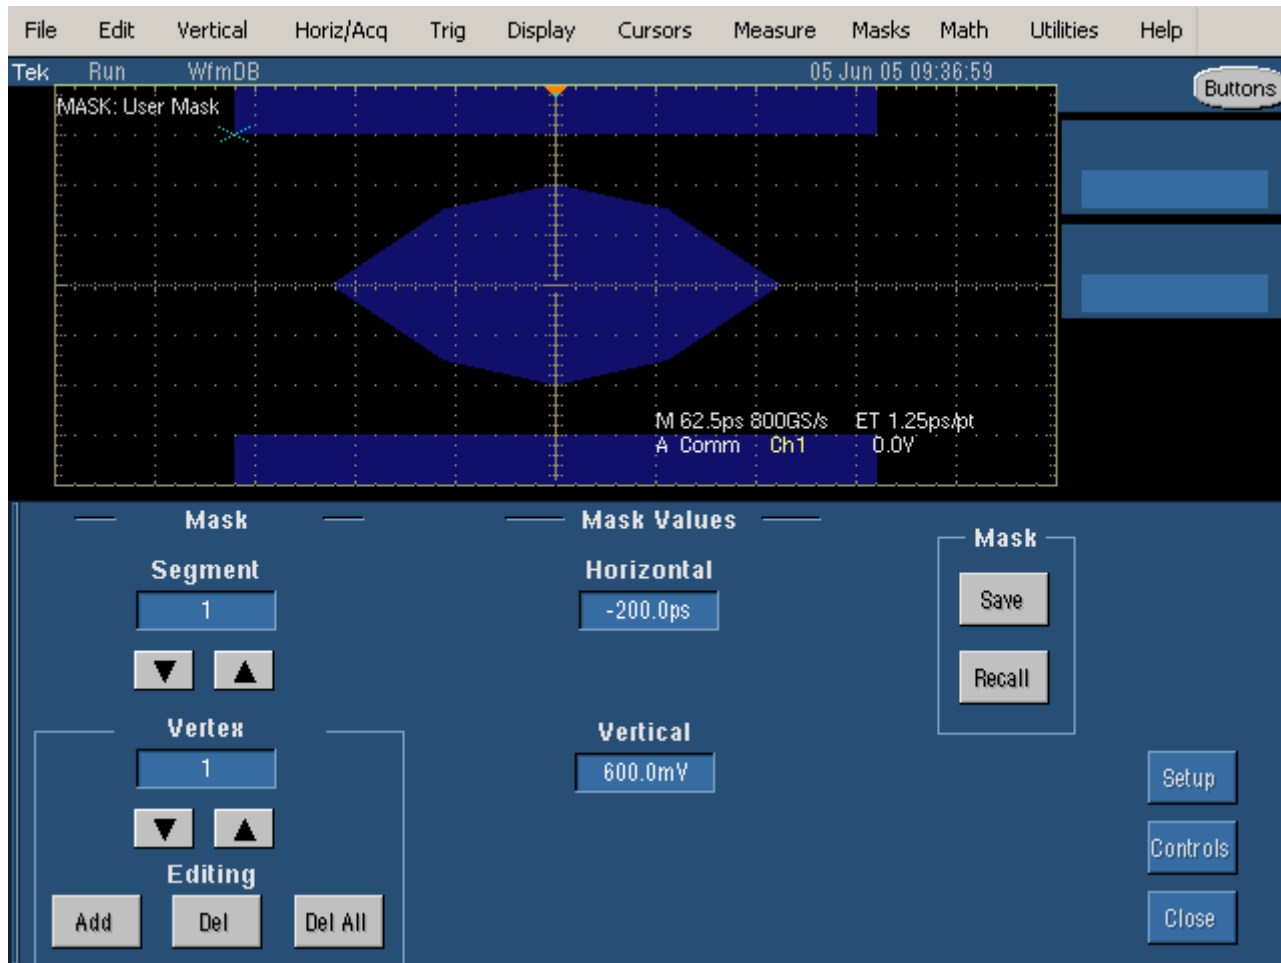 File Edit Vertical Horiz/Acq Trig Display Cursors Measure Masks Math Utilities Help
Tek Run WfmDB 05 Jun 05 09:36:59
Buttons
MASK: User Mask
M 62.5ps 800GS/s ET 1.25ps/pt
A Comm Ch1 0.0V
Mask
Mask Values
Mask
Segment
Horizontal
1
-200.0ps
Save
Recall
Vertex
Vertical
1
600.0mV
Setup
Controls
Editing
Add Del Del All
Close